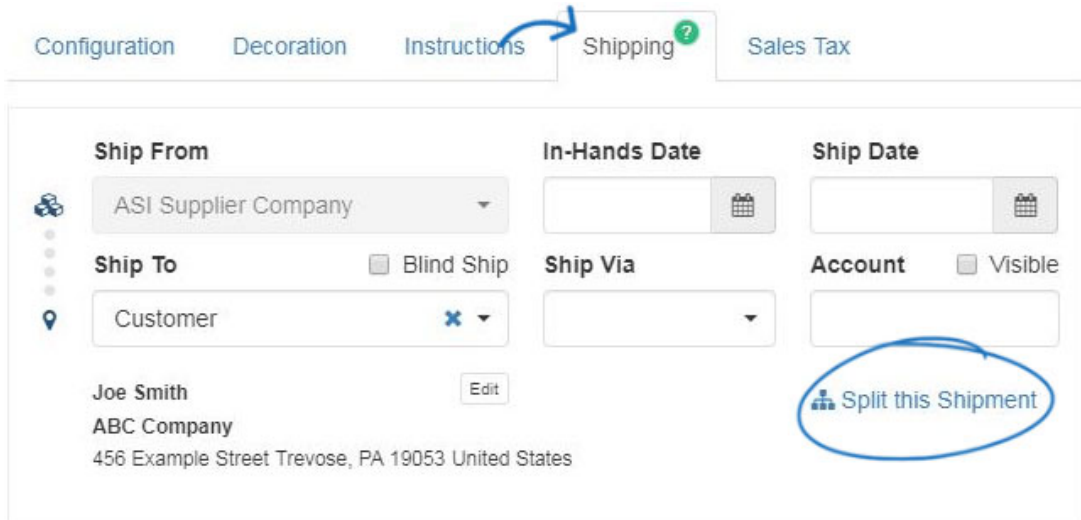 Configuration Decoration Instructions Shipping ? Sales Tax
Ship From In-Hands Date Ship Date
ASI Supplier Company
Ship To Blind Ship Ship Via Account Visible
Customer
Joe Smith Edit
ABC Company Split this Shipment
456 Example Street Trevose, PA 19053 United States